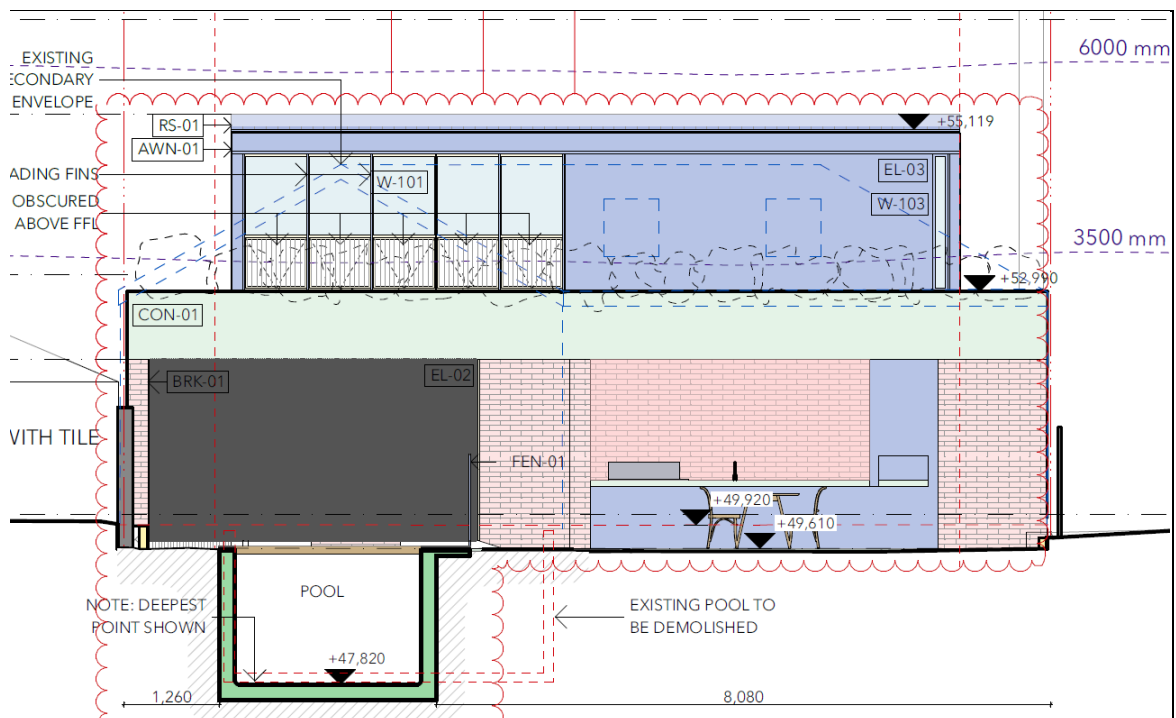 6000 mm
EXISTING
ECONDARY
ENVELOPE
RS-01
+55,119
AWN-01
ADING FINS
W-101
EL-03
OBSCURED
W-103
ABOVE FFL
3500 mm
+52,990
CON-01
BRK-01
EL-02
WITH TILE
FEN-01
+49,920
+49,610
POOL
NOTE: DEEPEST
POINT SHOWN
EXISTING POOL TO
BE DEMOLISHED
+47,820
1,260
8,080